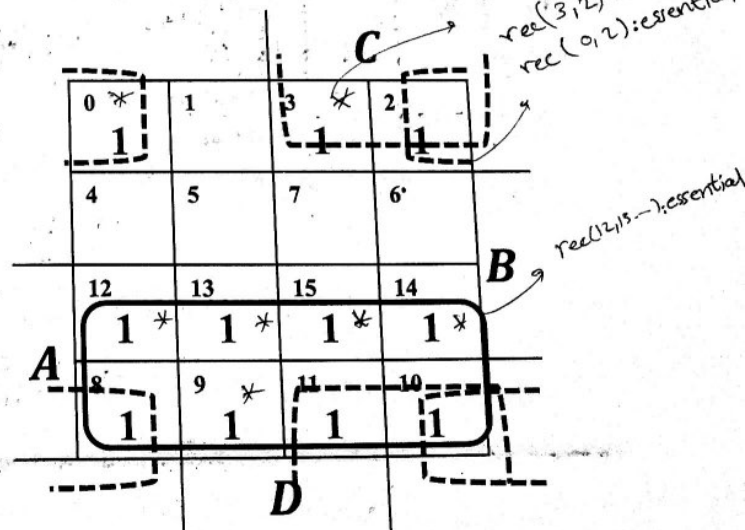 C
rec(3,2)
rec(0,2):essential
0 * 1 3 * 2
1 1 1
4 5 7 6
rec(12,15--):essential
B
12 13 15 14
1 * 1 * 1 * 1 *
A
8 9 * 11 10
1 1 1 1
D